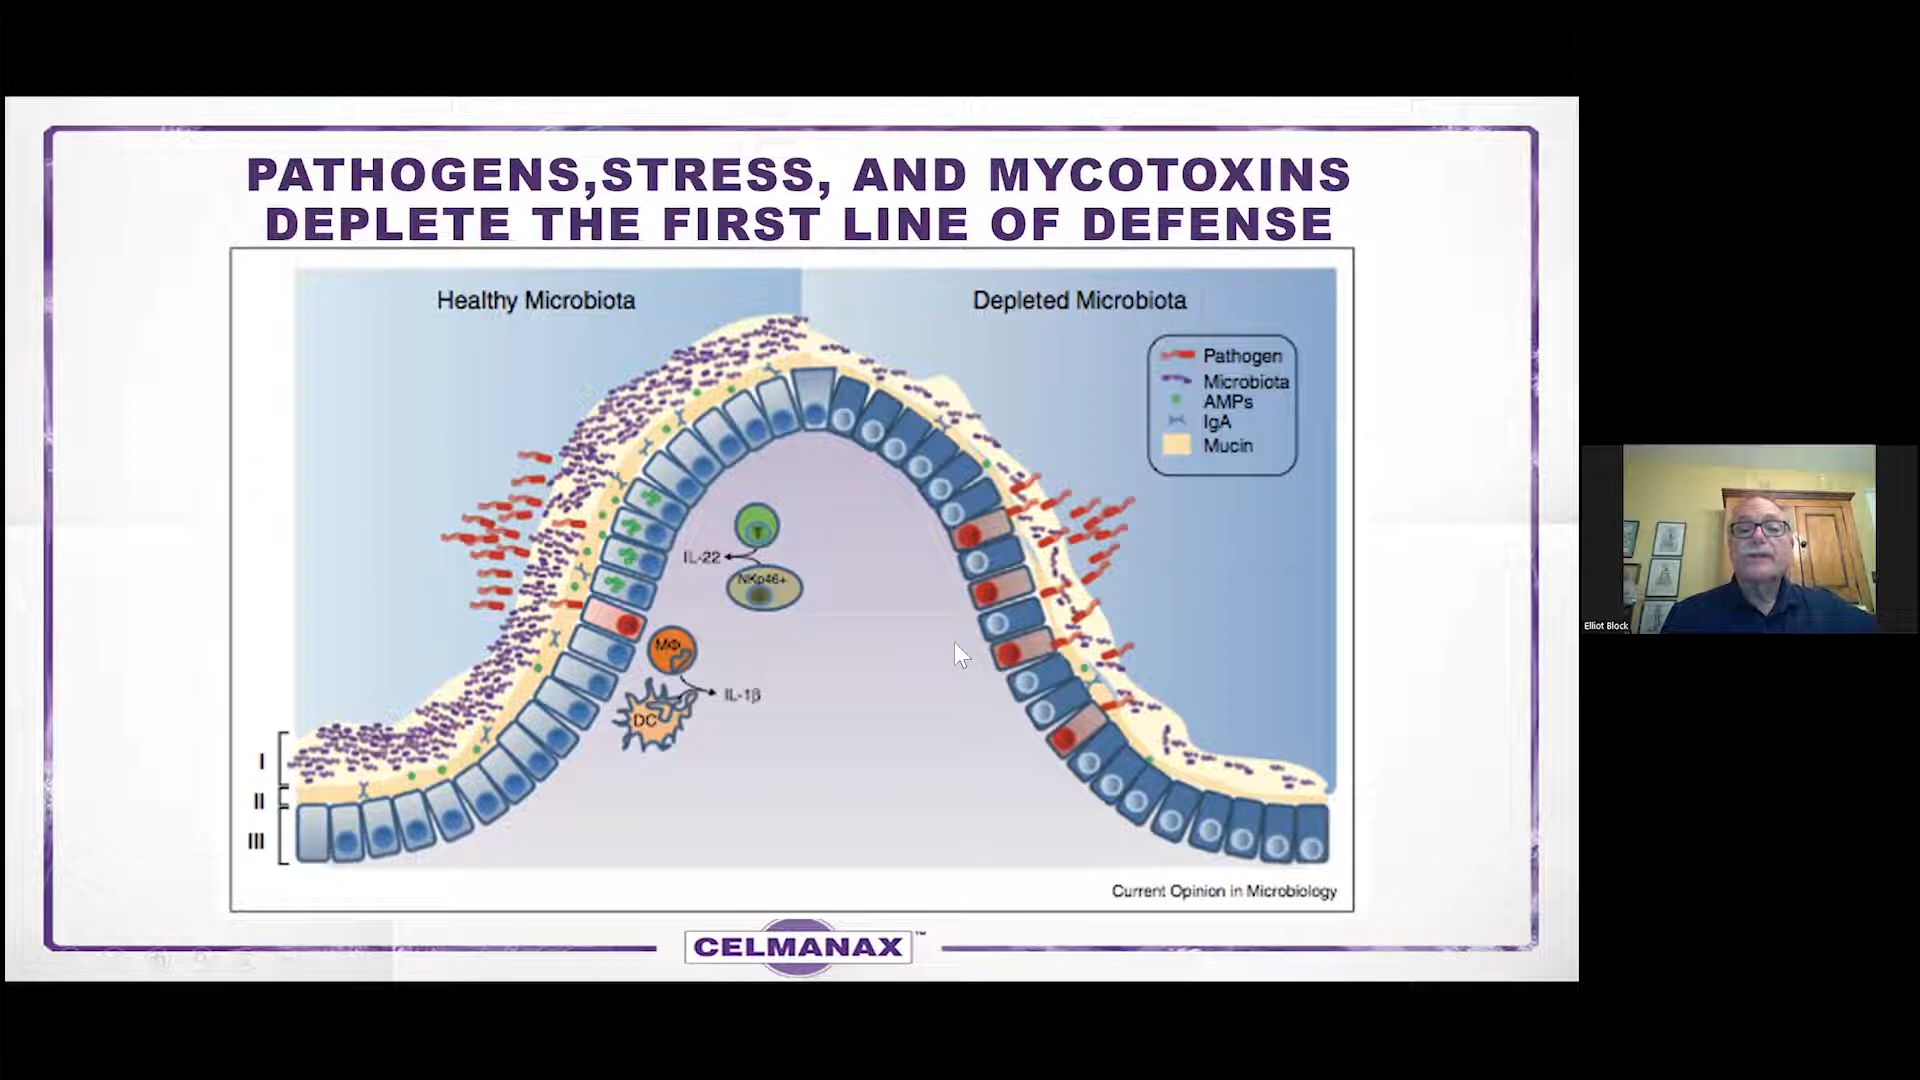 PATHOGENS,STRESS, AND MYCOTOXINS
DEPLETE THE FIRST LINE OF DEFENSE
Healthy Microbiota
Depleted Microbiota
Pathogen
Microbiota
AMPs
IgA
Mucin
T
IL-22
NKp46+
MΦ
IL-1β
DC
I
II
III
Current Opinion in Microbiology
CELMANAX™
Elliot Block